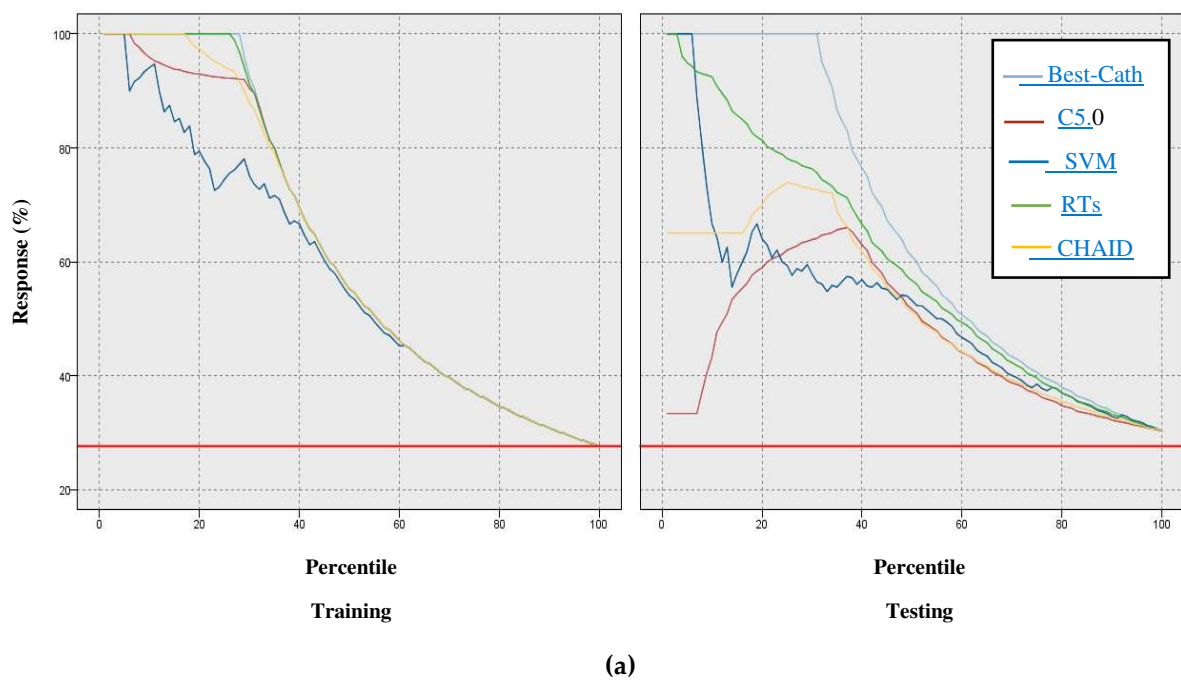 Response (%)
100
80
60
40
20
0 20 40 60 80 100
0 20 40 60 80 100
Best-Cath
C5.0
SVM
RTs
CHAID
Percentile
Percentile
Training
Testing
(a)